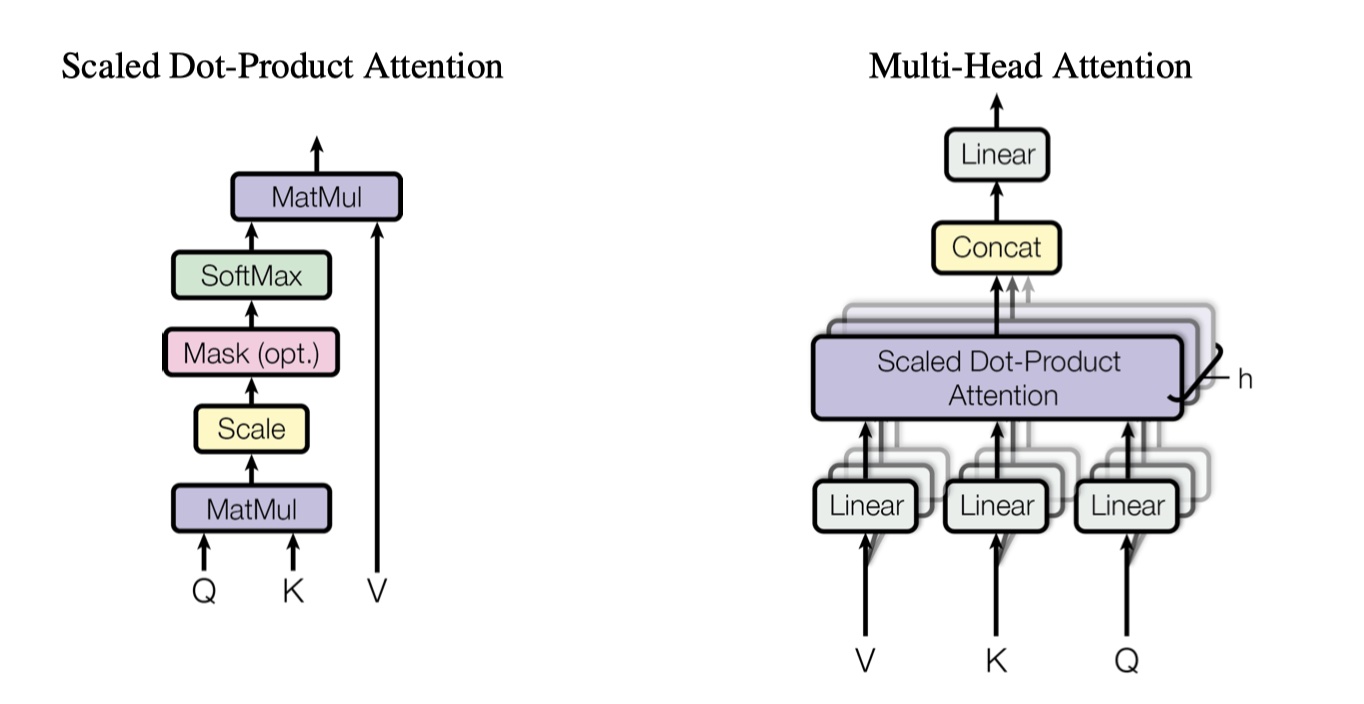 Scaled Dot-Product Attention
MatMul
SoftMax
Mask (opt.)
Scale
MatMul
Q K V
Multi-Head Attention
Linear
Concat
Scaled Dot-Product
Attention
h
Linear Linear Linear
V K Q